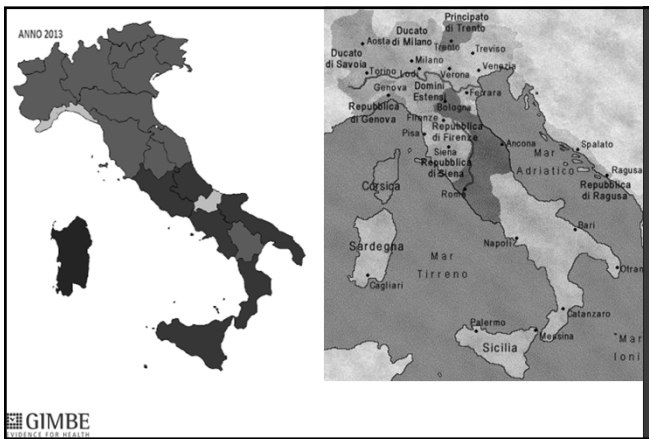 ANNO 2013
GIMBE
EVIDENCE FOR HEALTH
Principato
di Trento
Ducato
di Milano
Aosta
Trento
Treviso
Ducato
di Savoia
Milano
Venezia
Torino
Lodi
Verona
Domini
Estensi
Ferrara
Genova
Bologna
Repubblica
di Genova
Firenze
Repubblica
di Firenze
Pisa
Ancona
Siena
Repubblica
di Siena
Mar
Adriatico
Spalato
Ragusa
Repubblica
di Ragusa
Corsica
Roma
Bari
Napoli
Sardegna
Mar
Tirreno
Otran
Cagliari
Catanzaro
Palermo
Messina
Sicilia
Mar
Ioni